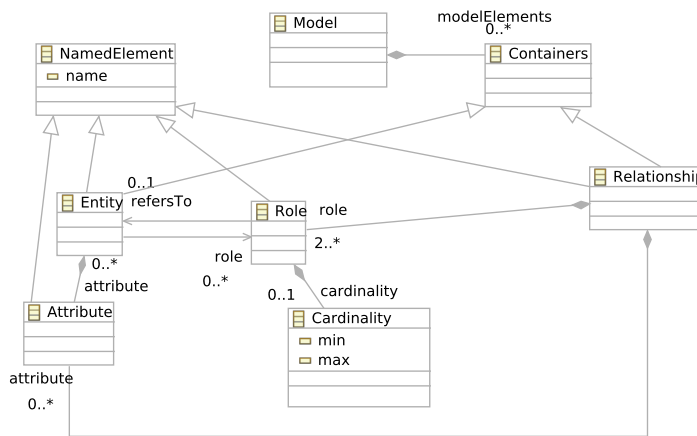 Model
modelElements
0..*
NamedElement
name
Containers
Relationship
0..1
Entity
refersTo
Role
role
2..*
role
0..*
0..*
attribute
0..1
cardinality
Attribute
Cardinality
min
max
attribute
0..*